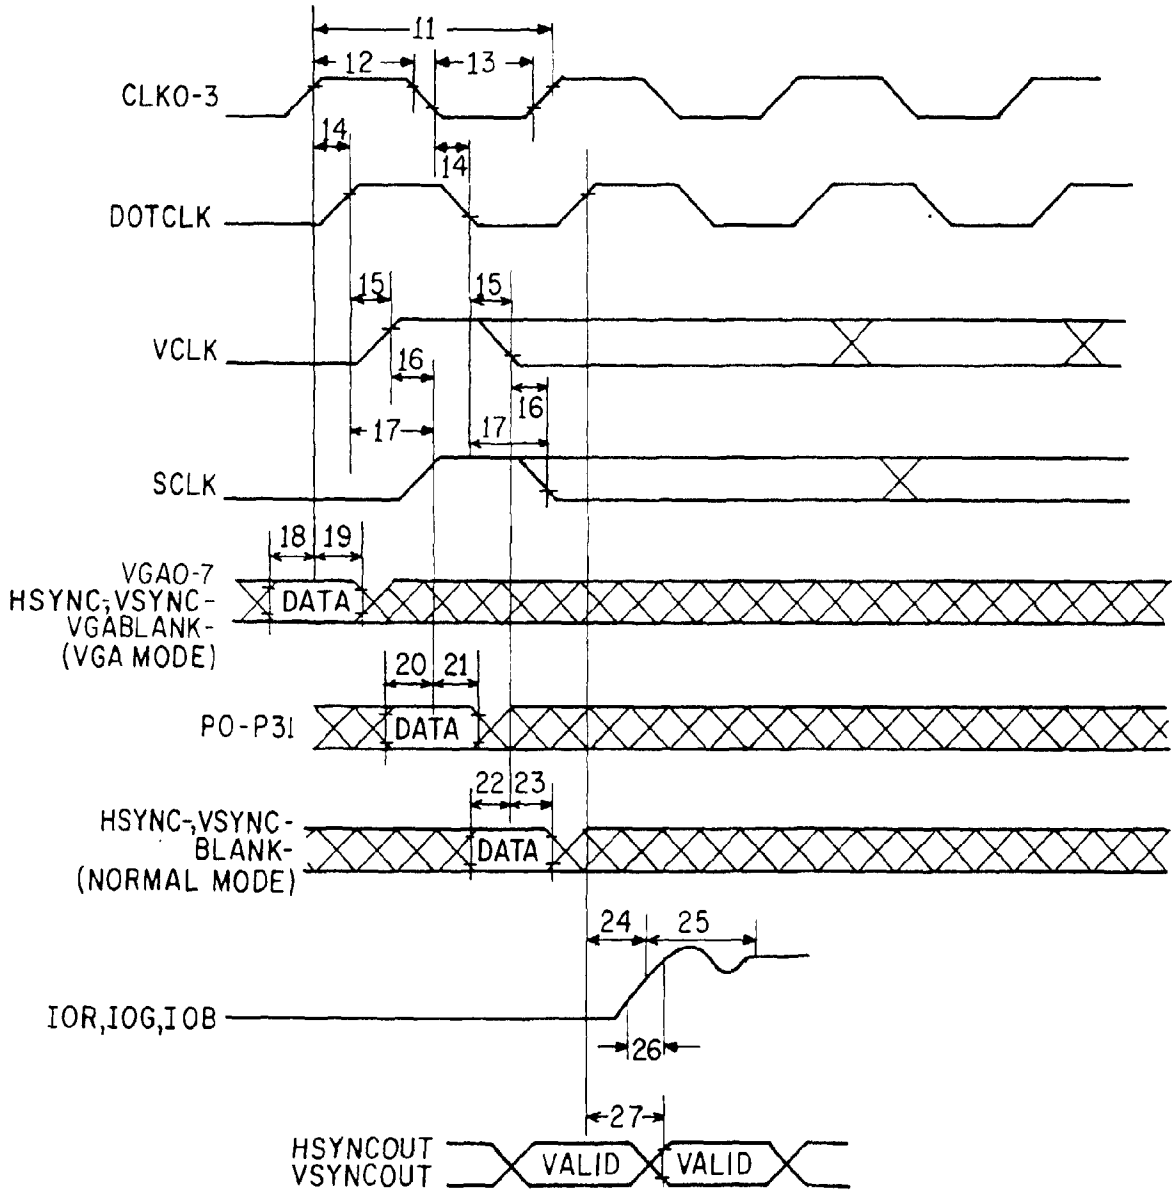 11
12
13
CLK0-3
14
14
DOTCLK
15
15
VCLK
16
16
17
17
SCLK
18
19
VGA0-7
HSYNC-,VSYNC-
VGABLANK-
(VGA MODE)
DATA
20
21
P0-P31
DATA
22
23
HSYNC-,VSYNC-
BLANK-
(NORMAL MODE)
DATA
24
25
IOR,IOG,IOB
26
27
HSYNCOUT
VSYNCOUT
VALID
VALID